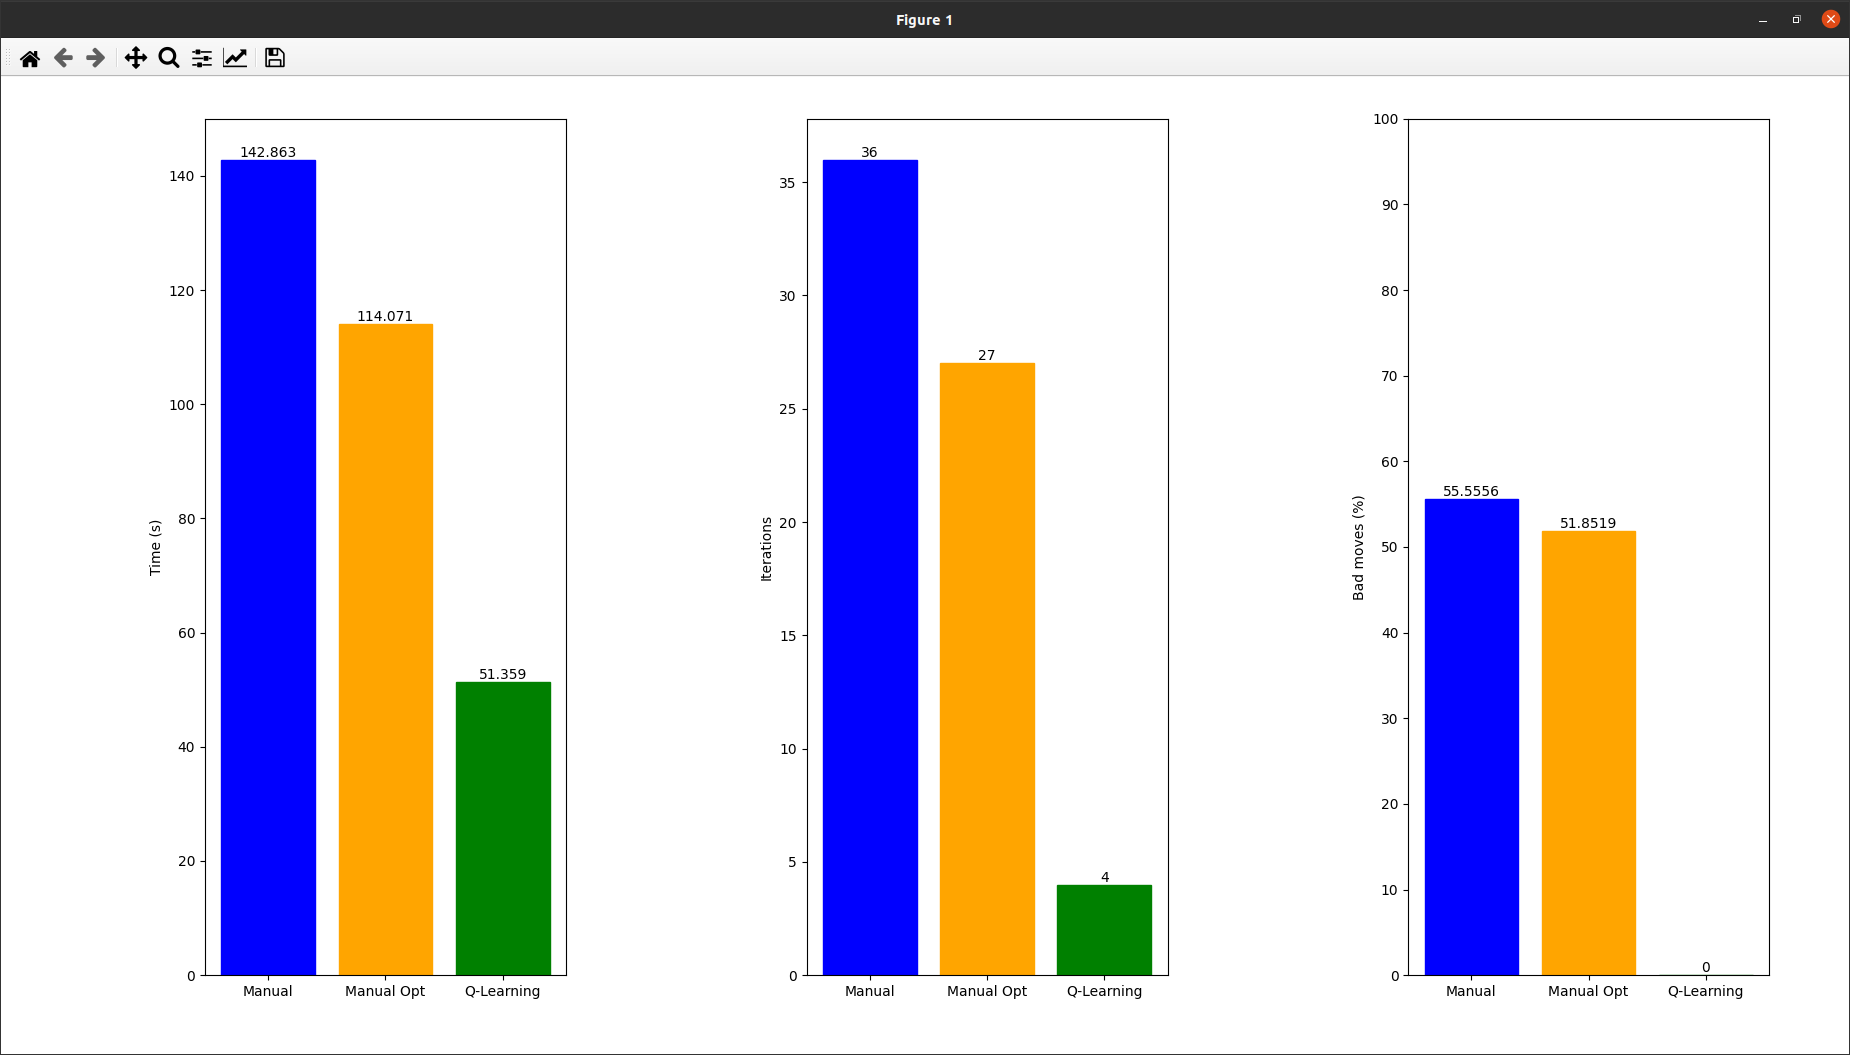 Figure 1
142.863
114.071
51.359
140
120
100
80
60
40
20
0
Time (s)
Manual
Manual Opt
Q-Learning
36
27
4
35
30
25
20
15
10
5
0
Iterations
Manual
Manual Opt
Q-Learning
55.5556
51.8519
0
100
90
80
70
60
50
40
30
20
10
0
Bad moves (%)
Manual
Manual Opt
Q-Learning